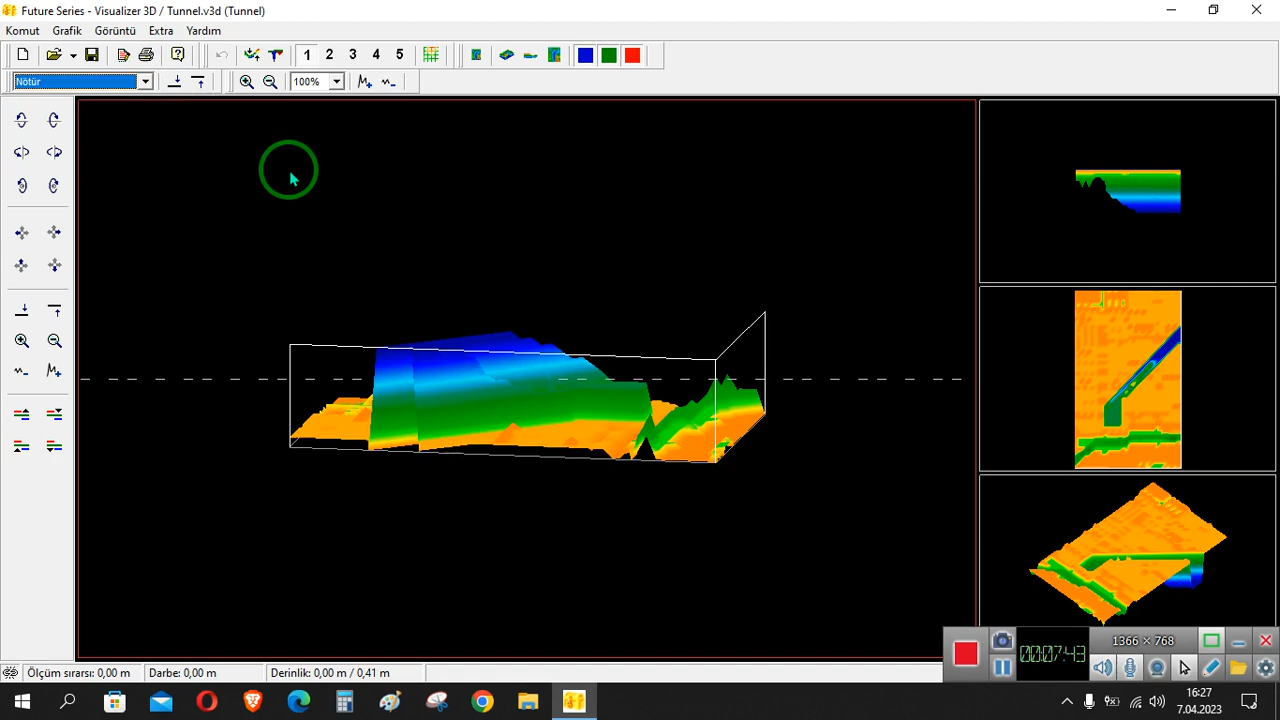 Future Series - Visualizer 3D / Tunnel.v3d (Tunnel)
Komut Grafik Görüntü Extra Yardım
1 2 3 4 5
Nötür 100%
1366 × 768
00:07:43
Ölçüm sırarsı: 0,00 m Darbe: 0,00 m Derinlik: 0,00 m / 0,41 m
16:27
7.04.2023